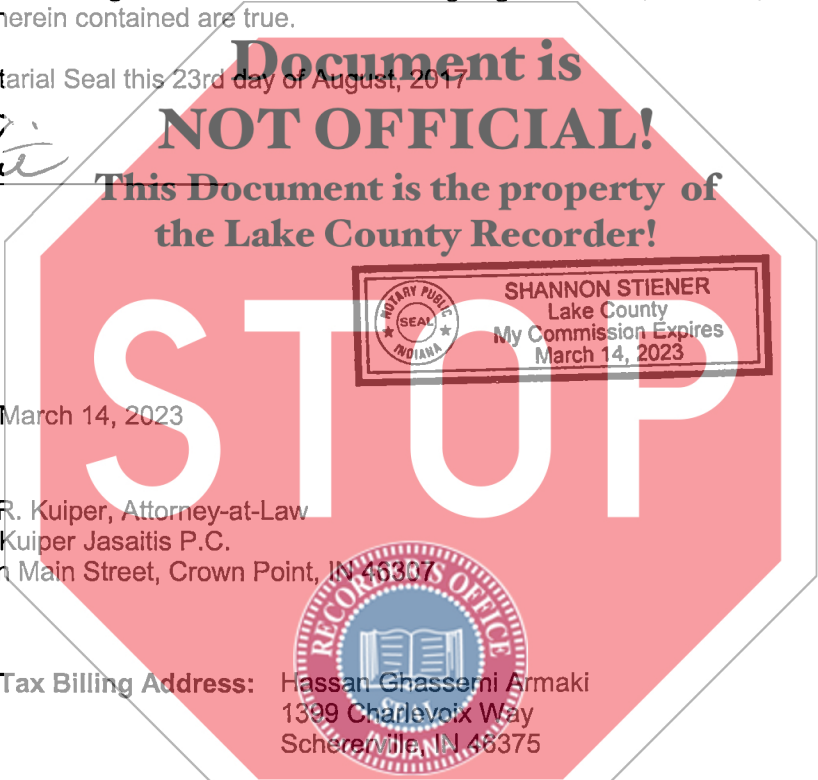 herein contained are true.
Document is
tarial Seal this 23rd day of August, 2017
NOT OFFICIAL!
This Document is the property of
the Lake County Recorder!
NOTARY PUBLIC
SEAL
INDIANA
SHANNON STIENER
Lake County
My Commission Expires
March 14, 2023
STOP
March 14, 2023
R. Kuiper, Attorney-at-Law
Kuiper Jasaitis P.C.
Main Street, Crown Point, IN 46307
RECORDER'S OFFICE
SEAL
INDIANA
Tax Billing Address: Hassan Ghassemi Armaki
1399 Charlevoix Way
Schererville, IN 46375